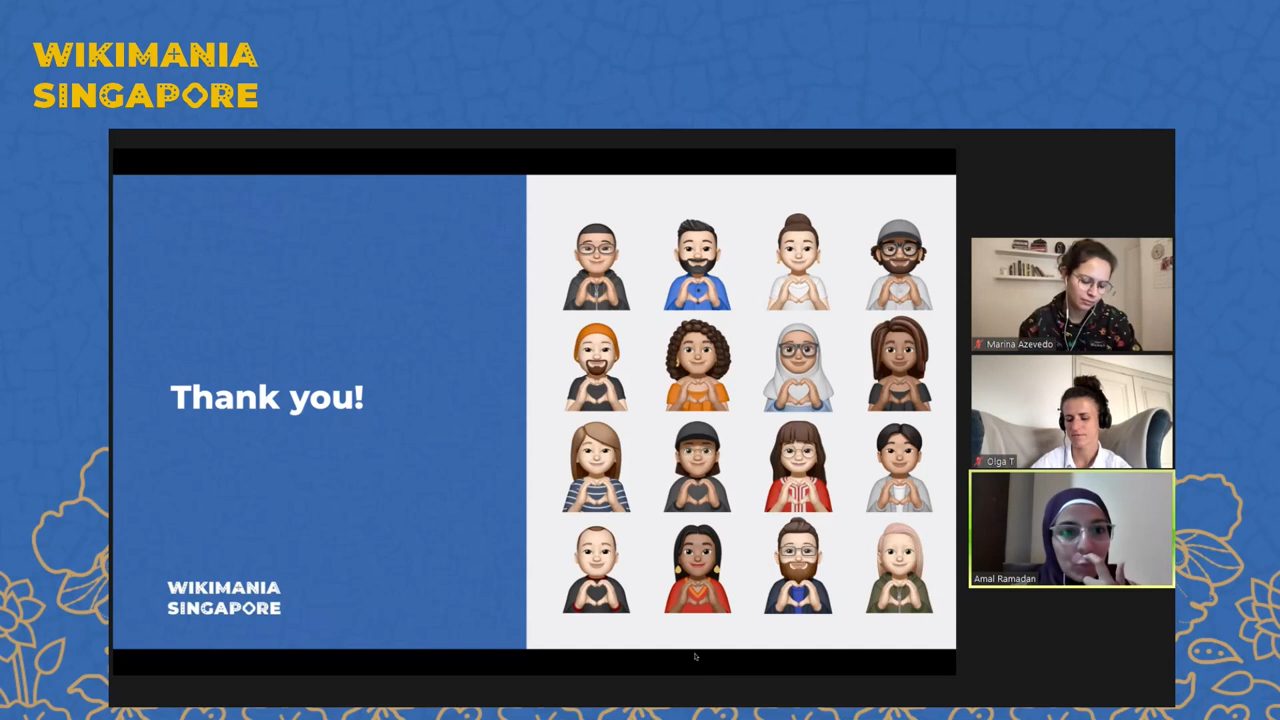 WIKIMANIA
SINGAPORE
Thank you!
WIKIMANIA
SINGAPORE
Marina Azevedo
Olga T
Amal Ramadan